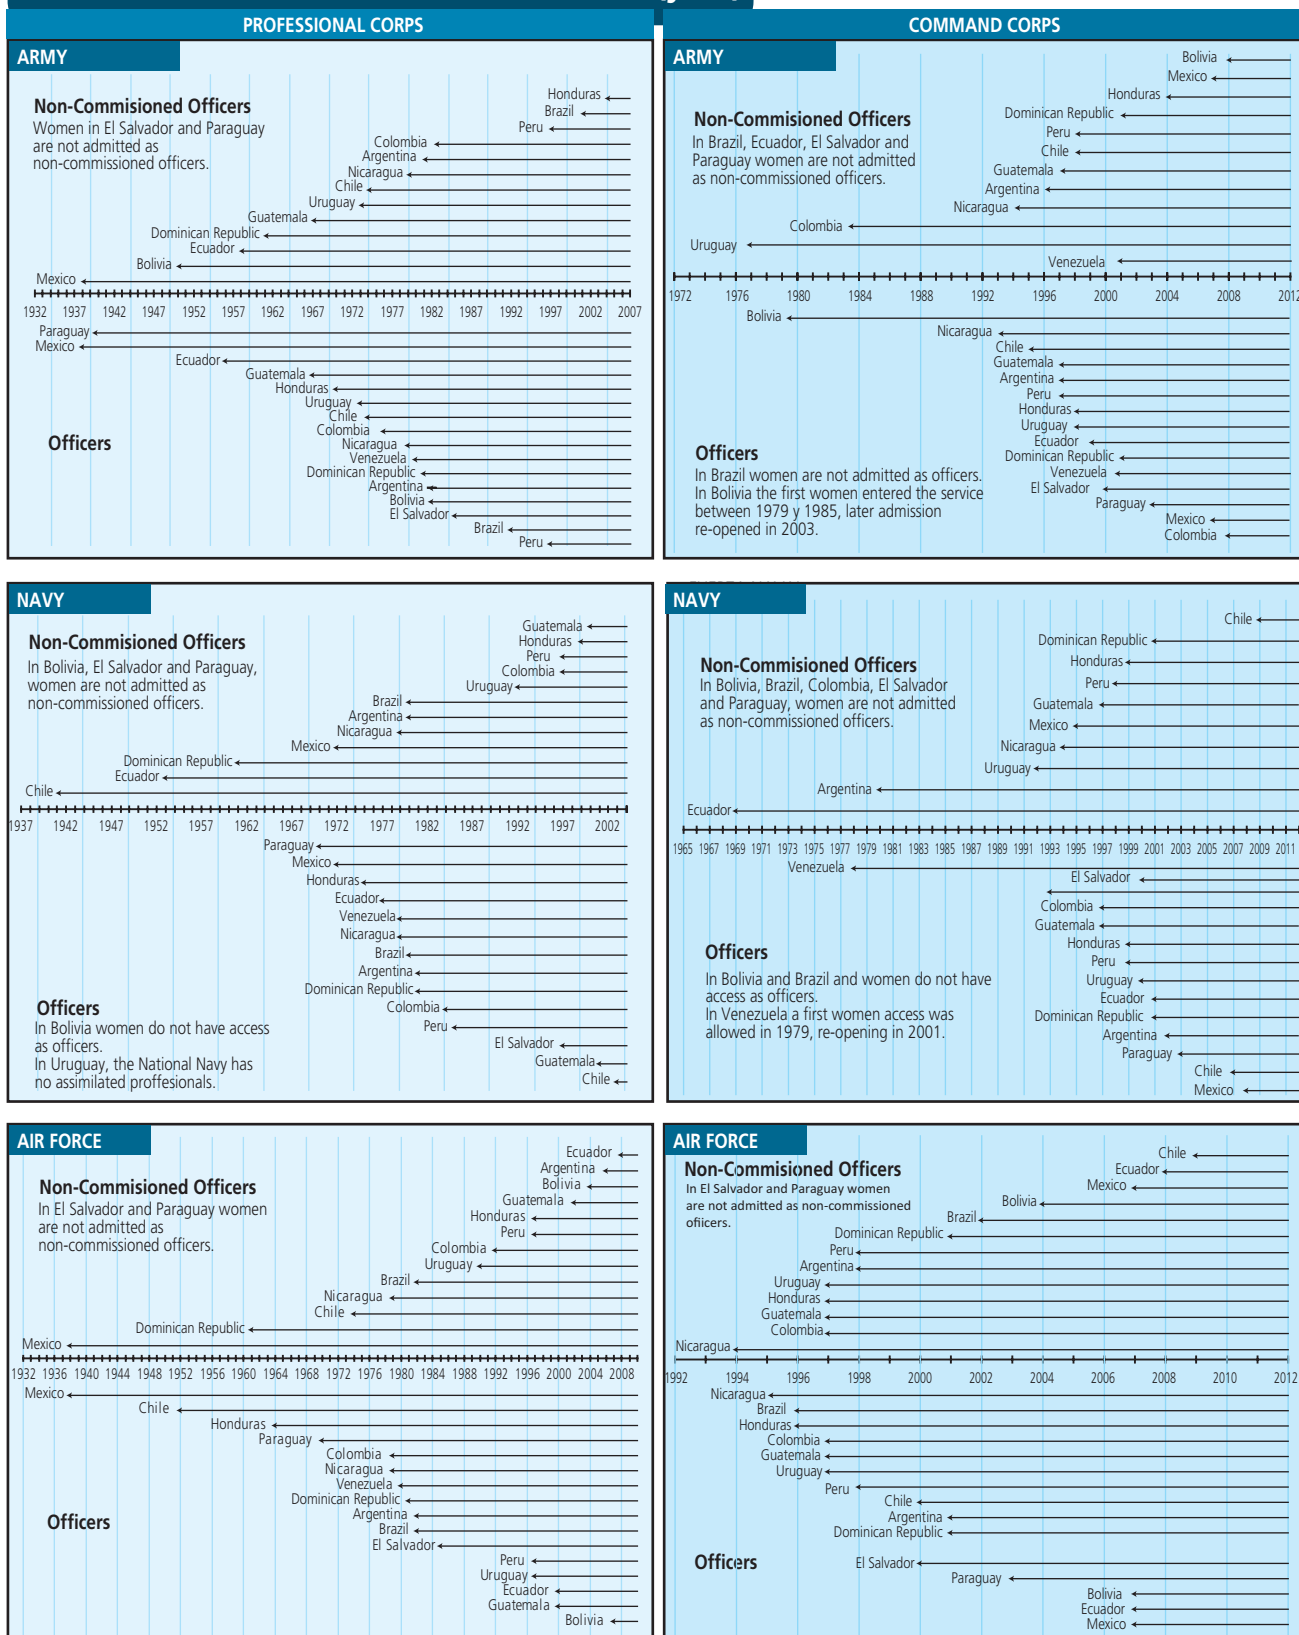 PROFESSIONAL CORPS
ARMY
Non-Commisioned Officers
Women in El Salvador and Paraguay
are not admitted as
non-commissioned officers.
Honduras
Brazil
Peru
Colombia
Argentina
Nicaragua
Chile
Uruguay
Guatemala
Dominican Republic
Ecuador
Bolivia
Mexico
1932 1937 1942 1947 1952 1957 1962 1967 1972 1977 1982 1987 1992 1997 2002 2007
Paraguay
Mexico
Ecuador
Guatemala
Honduras
Uruguay
Chile
Colombia
Nicaragua
Venezuela
Dominican Republic
Argentina
Bolivia
El Salvador
Brazil
Peru
Officers
COMMAND CORPS
ARMY
Non-Commisioned Officers
In Brazil, Ecuador, El Salvador and
Paraguay women are not admitted
as non-commissioned officers.
Bolivia
Mexico
Honduras
Dominican Republic
Peru
Chile
Guatemala
Argentina
Nicaragua
Colombia
Uruguay
Venezuela
1972 1976 1980 1984 1988 1992 1996 2000 2004 2008 2012
Bolivia
Nicaragua
Chile
Guatemala
Argentina
Peru
Honduras
Uruguay
Ecuador
Dominican Republic
Venezuela
El Salvador
Paraguay
Mexico
Colombia
Officers
In Brazil women are not admitted as officers.
In Bolivia the first women entered the service
between 1979 y 1985, later admission
re-opened in 2003.
NAVY
Non-Commisioned Officers
In Bolivia, El Salvador and Paraguay,
women are not admitted as
non-commissioned officers.
Guatemala
Honduras
Peru
Colombia
Uruguay
Brazil
Argentina
Nicaragua
Mexico
Dominican Republic
Ecuador
Chile
1937 1942 1947 1952 1957 1962 1967 1972 1977 1982 1987 1992 1997 2002
Paraguay
Mexico
Honduras
Ecuador
Venezuela
Nicaragua
Brazil
Argentina
Dominican Republic
Colombia
Peru
El Salvador
Guatemala
Chile
Officers
In Bolivia women do not have access
as officers.
In Uruguay, the National Navy has
no assimilated proffesionals.
NAVY
Non-Commisioned Officers
In Bolivia, Brazil, Colombia, El Salvador
and Paraguay, women are not admitted
as non-commissioned officers.
Chile
Dominican Republic
Honduras
Peru
Guatemala
Mexico
Nicaragua
Uruguay
Argentina
Ecuador
1965 1967 1969 1971 1973 1975 1977 1979 1981 1983 1985 1987 1989 1991 1993 1995 1997 1999 2001 2003 2005 2007 2009 2011
Venezuela
El Salvador
Colombia
Guatemala
Honduras
Peru
Uruguay
Ecuador
Dominican Republic
Argentina
Paraguay
Chile
Mexico
Officers
In Bolivia and Brazil and women do not have
access as officers.
In Venezuela a first women access was
allowed in 1979, re-opening in 2001.
AIR FORCE
Non-Commisioned Officers
In El Salvador and Paraguay women
are not admitted as
non-commissioned officers.
Ecuador
Argentina
Bolivia
Guatemala
Honduras
Peru
Colombia
Uruguay
Brazil
Nicaragua
Chile
Dominican Republic
Mexico
1932 1936 1940 1944 1948 1952 1956 1960 1964 1968 1972 1976 1980 1984 1988 1992 1996 2000 2004 2008
Mexico
Chile
Honduras
Paraguay
Colombia
Nicaragua
Venezuela
Dominican Republic
Argentina
Brazil
El Salvador
Peru
Uruguay
Ecuador
Guatemala
Bolivia
Officers
AIR FORCE
Non-Commisioned Officers
In El Salvador and Paraguay women
are not admitted as non-commissioned
ofiicers.
Chile
Ecuador
Mexico
Bolivia
Brazil
Dominican Republic
Peru
Argentina
Uruguay
Honduras
Guatemala
Colombia
Nicaragua
1992 1994 1996 1998 2000 2002 2004 2006 2008 2010 2012
Nicaragua
Brazil
Honduras
Colombia
Guatemala
Uruguay
Peru
Chile
Argentina
Dominican Republic
El Salvador
Paraguay
Bolivia
Ecuador
Mexico
Officers